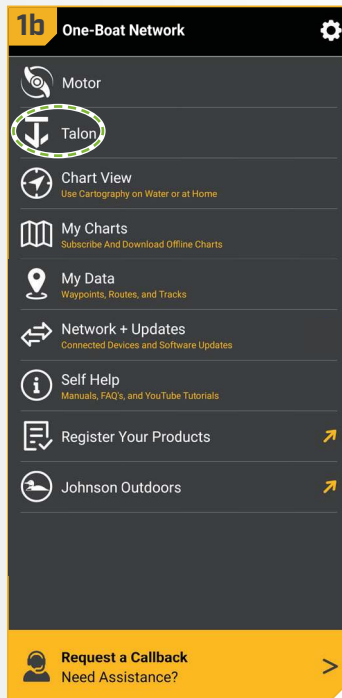 1b
One-Boat Network
Motor
Talon
Chart View
Use Cartography on Water or at Home
My Charts
Subscribe And Download Offline Charts
My Data
Waypoints, Routes, and Tracks
Network + Updates
Connected Devices and Software Updates
Self Help
Manuals, FAQ's, and YouTube Tutorials
Register Your Products
Johnson Outdoors
Request a Callback
Need Assistance?